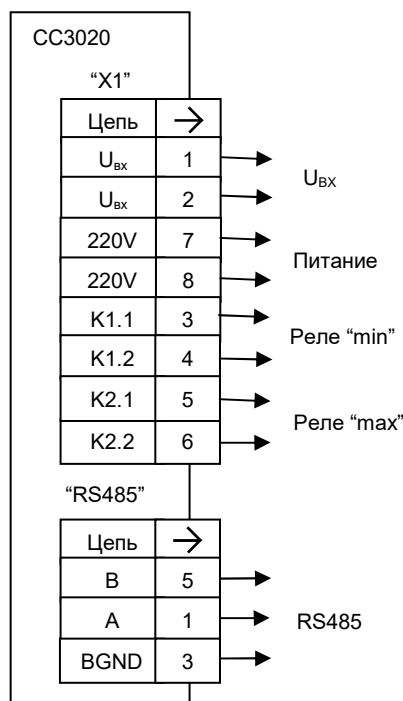 CC3020
“X1”
Цепь →
Uвх 1
Uвх 2
Uвх
220V 7
220V 8
Питание
K1.1 3
K1.2 4
Реле “min”
K2.1 5
K2.2 6
Реле “max”
“RS485”
Цепь →
B 5
A 1
RS485
BGND 3